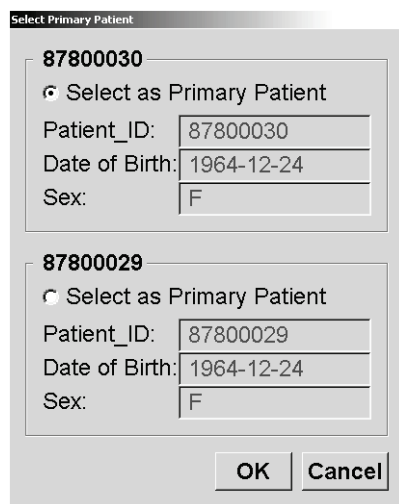 Select Primary Patient
87800030
Select as Primary Patient
Patient_ID: 87800030
Date of Birth: 1964-12-24
Sex: F
87800029
Select as Primary Patient
Patient_ID: 87800029
Date of Birth: 1964-12-24
Sex: F
OK Cancel